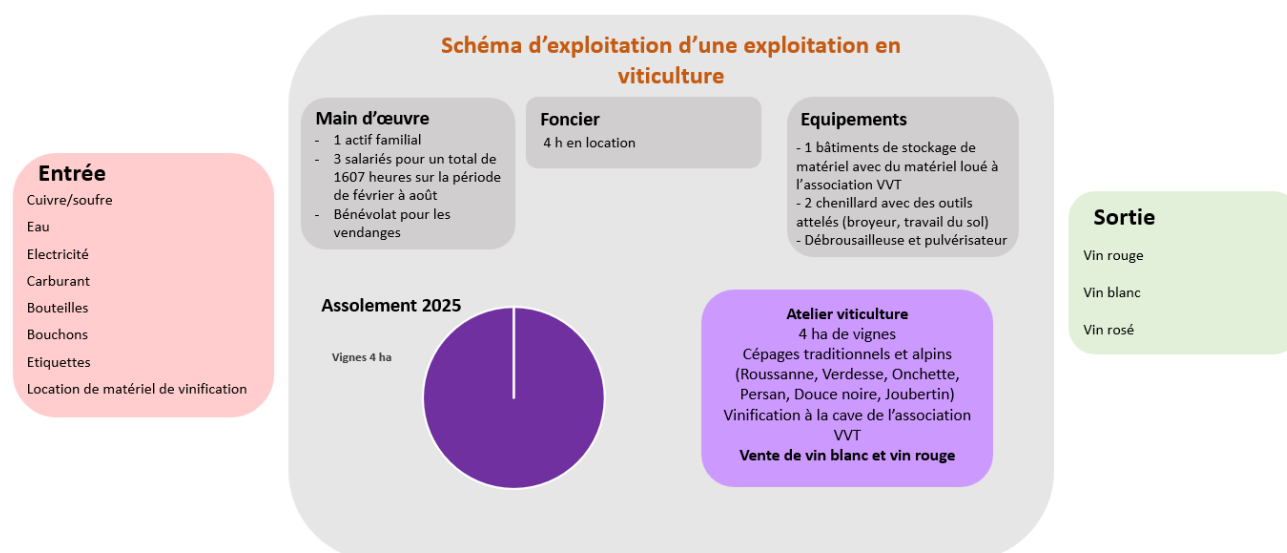 Schéma d'exploitation d'une exploitation en
viticulture
Main d'œuvre
- 1 actif familial
- 3 salariés pour un total de
1607 heures sur la période
de février à août
- Bénévolat pour les
vendanges
Foncier
4 h en location
Equipements
- 1 bâtiments de stockage de
matériel avec du matériel loué à
l'association VVT
- 2 chenillard avec des outils
attelés (broyeur, travail du sol)
- Débrousailleuse et pulvérisateur
Entrée
Cuivre/soufre
Eau
Electricité
Carburant
Bouteilles
Bouchons
Etiquettes
Location de matériel de vinification
Sortie
Vin rouge
Vin blanc
Vin rosé
Assolement 2025
Vignes 4 ha
Atelier viticulture
4 ha de vignes
Cépages traditionnels et alpins
(Roussanne, Verdesse, Onchette,
Persan, Douce noire, Joubertin)
Vinification à la cave de l'association
VVT
Vente de vin blanc et vin rouge